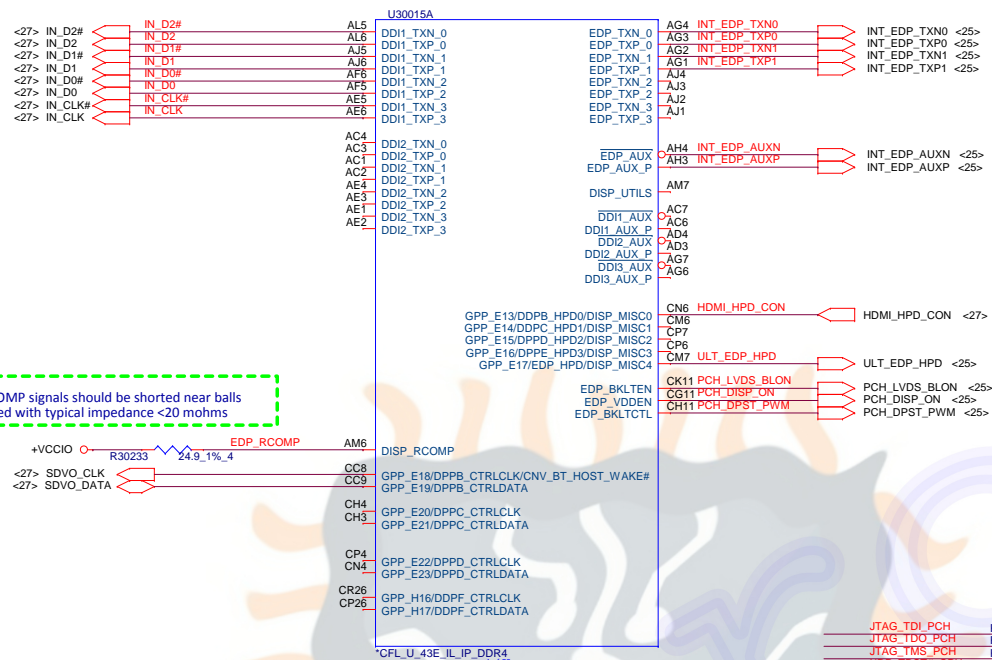 U30015A
<27> IN_D2# IN_D2# AL5 DDI1_TXN_0
<27> IN_D2 IN_D2 AL6 DDI1_TXP_0
<27> IN_D1# IN_D1# AJ5 DDI1_TXN_1
<27> IN_D1 IN_D1 AJ6 DDI1_TXP_1
<27> IN_D0# IN_D0# AF6 DDI1_TXN_2
<27> IN_D0 IN_D0 AF5 DDI1_TXP_2
<27> IN_CLK# IN_CLK# AE5 DDI1_TXN_3
<27> IN_CLK IN_CLK AE6 DDI1_TXP_3
AC4 DDI2_TXN_0
AC3 DDI2_TXP_0
AC1 DDI2_TXN_1
AC2 DDI2_TXP_1
AE4 DDI2_TXN_2
AE3 DDI2_TXP_2
AE1 DDI2_TXN_3
AE2 DDI2_TXP_3
EDP_TXN_0 AG4 INT_EDP_TXN0 INT_EDP_TXN0 <25>
EDP_TXP_0 AG3 INT_EDP_TXP0 INT_EDP_TXP0 <25>
EDP_TXN_1 AG2 INT_EDP_TXN1 INT_EDP_TXN1 <25>
EDP_TXP_1 AG1 INT_EDP_TXP1 INT_EDP_TXP1 <25>
EDP_TXN_2 AJ4
EDP_TXP_2 AJ3
EDP_TXN_3 AJ2
EDP_TXP_3 AJ1
EDP_AUX AH4 INT_EDP_AUXN INT_EDP_AUXN <25>
EDP_AUX_P AH3 INT_EDP_AUXP INT_EDP_AUXP <25>
DISP_UTILS AM7
DDI1_AUX AC7
DDI1_AUX_P AC6
DDI2_AUX AD4
DDI2_AUX_P AD3
DDI3_AUX AG7
DDI3_AUX_P AG6
GPP_E13/DDPB_HPD0/DISP_MISC0 CN6 HDMI_HPD_CON HDMI_HPD_CON <27>
GPP_E14/DDPC_HPD1/DISP_MISC1 CM6
GPP_E15/DPPD_HPD2/DISP_MISC2 CP7
GPP_E16/DPPE_HPD3/DISP_MISC3 CP6
GPP_E17/EDP_HPD/DISP_MISC4 CM7 ULT_EDP_HPD ULT_EDP_HPD <25>
EDP_BKLTEN CK11 PCH_LVDS_BLON PCH_LVDS_BLON <25>
EDP_VDDEN CG11 PCH_DISP_ON PCH_DISP_ON <25>
EDP_BKLTCTL CH11 PCH_DPST_PWM PCH_DPST_PWM <25>
OMP signals should be shorted near balls
ed with typical impedance <20 mohms
+VCCIO R30233 24.9_1%_4 EDP_RCOMP AM6 DISP_RCOMP
<27> SDVO_CLK CC8 GPP_E18/DPPB_CTRLCLK/CNV_BT_HOST_WAKE#
<27> SDVO_DATA CC9 GPP_E19/DPPB_CTRLDATA
CH4 GPP_E20/DPPC_CTRLCLK
CH3 GPP_E21/DPPC_CTRLDATA
CP4 GPP_E22/DPPD_CTRLCLK
CN4 GPP_E23/DPPD_CTRLDATA
CR26 GPP_H16/DDPF_CTRLCLK
CP26 GPP_H17/DDPF_CTRLDATA
*CFL_U_43E_IL_IP_DDR4
JTAG_TDI_PCH
JTAG_TDO_PCH
JTAG_TMS_PCH